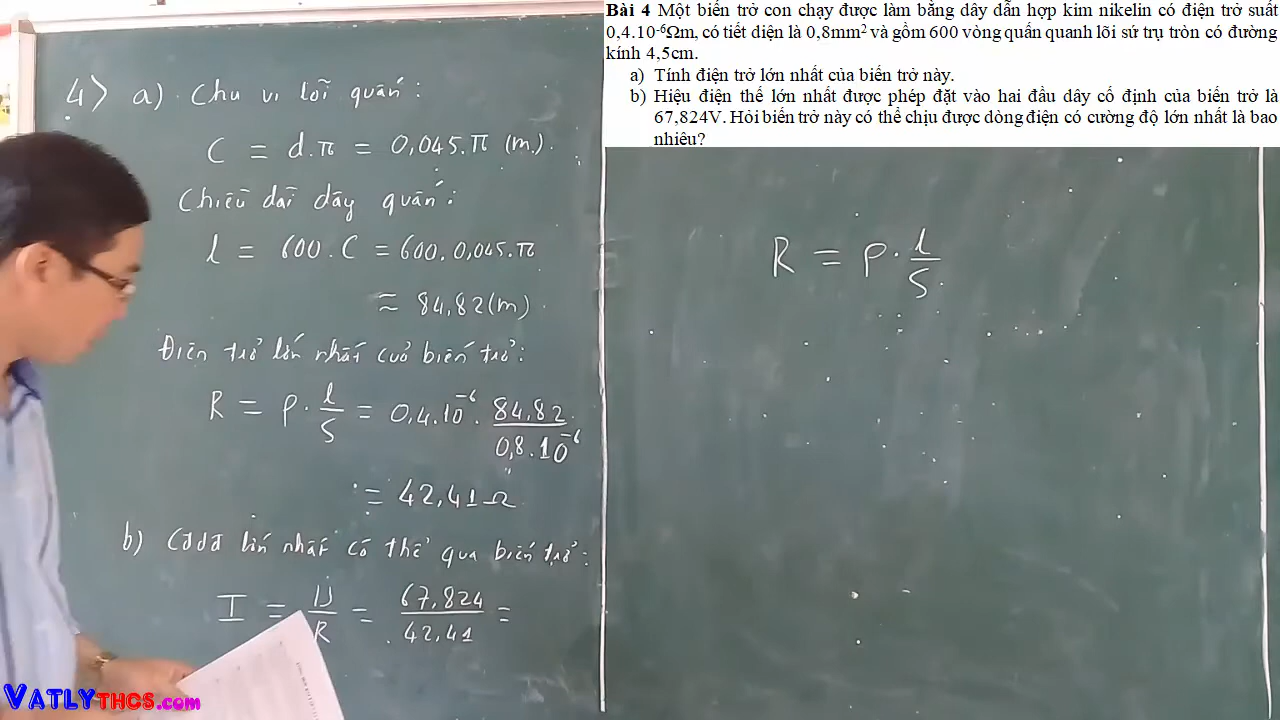 Bài 4 Một biến trở con chạy được làm bằng dây dẫn hợp kim nikelin có điện trở suất
0,4.10⁻⁶Ωm, có tiết diện là 0,8mm² và gồm 600 vòng quấn quanh lõi sứ trụ tròn có đường
kính 4,5cm.
a) Tính điện trở lớn nhất của biến trở này.
b) Hiệu điện thế lớn nhất được phép đặt vào hai đầu dây cố định của biến trở là
67,824V. Hỏi biến trở này có thể chịu được dòng điện có cường độ lớn nhất là bao
nhiêu?
4> a). Chu vi lõi quấn:
C = d.π = 0,045.π (m).
Chiều dài dây quấn:
l = 600.C = 600.0,045.π
≈ 84,82(m).
Điện trở lớn nhất của biến trở:
R = ρ. l/S = 0,4.10⁻⁶. 84,82/0,8.10⁻⁶
= 42,41Ω
b) Cđdđ lớn nhất có thể qua biến trở:
I = U/R = 67,824/42,41 =
R = ρ. l/S
VATLYTHCS.com